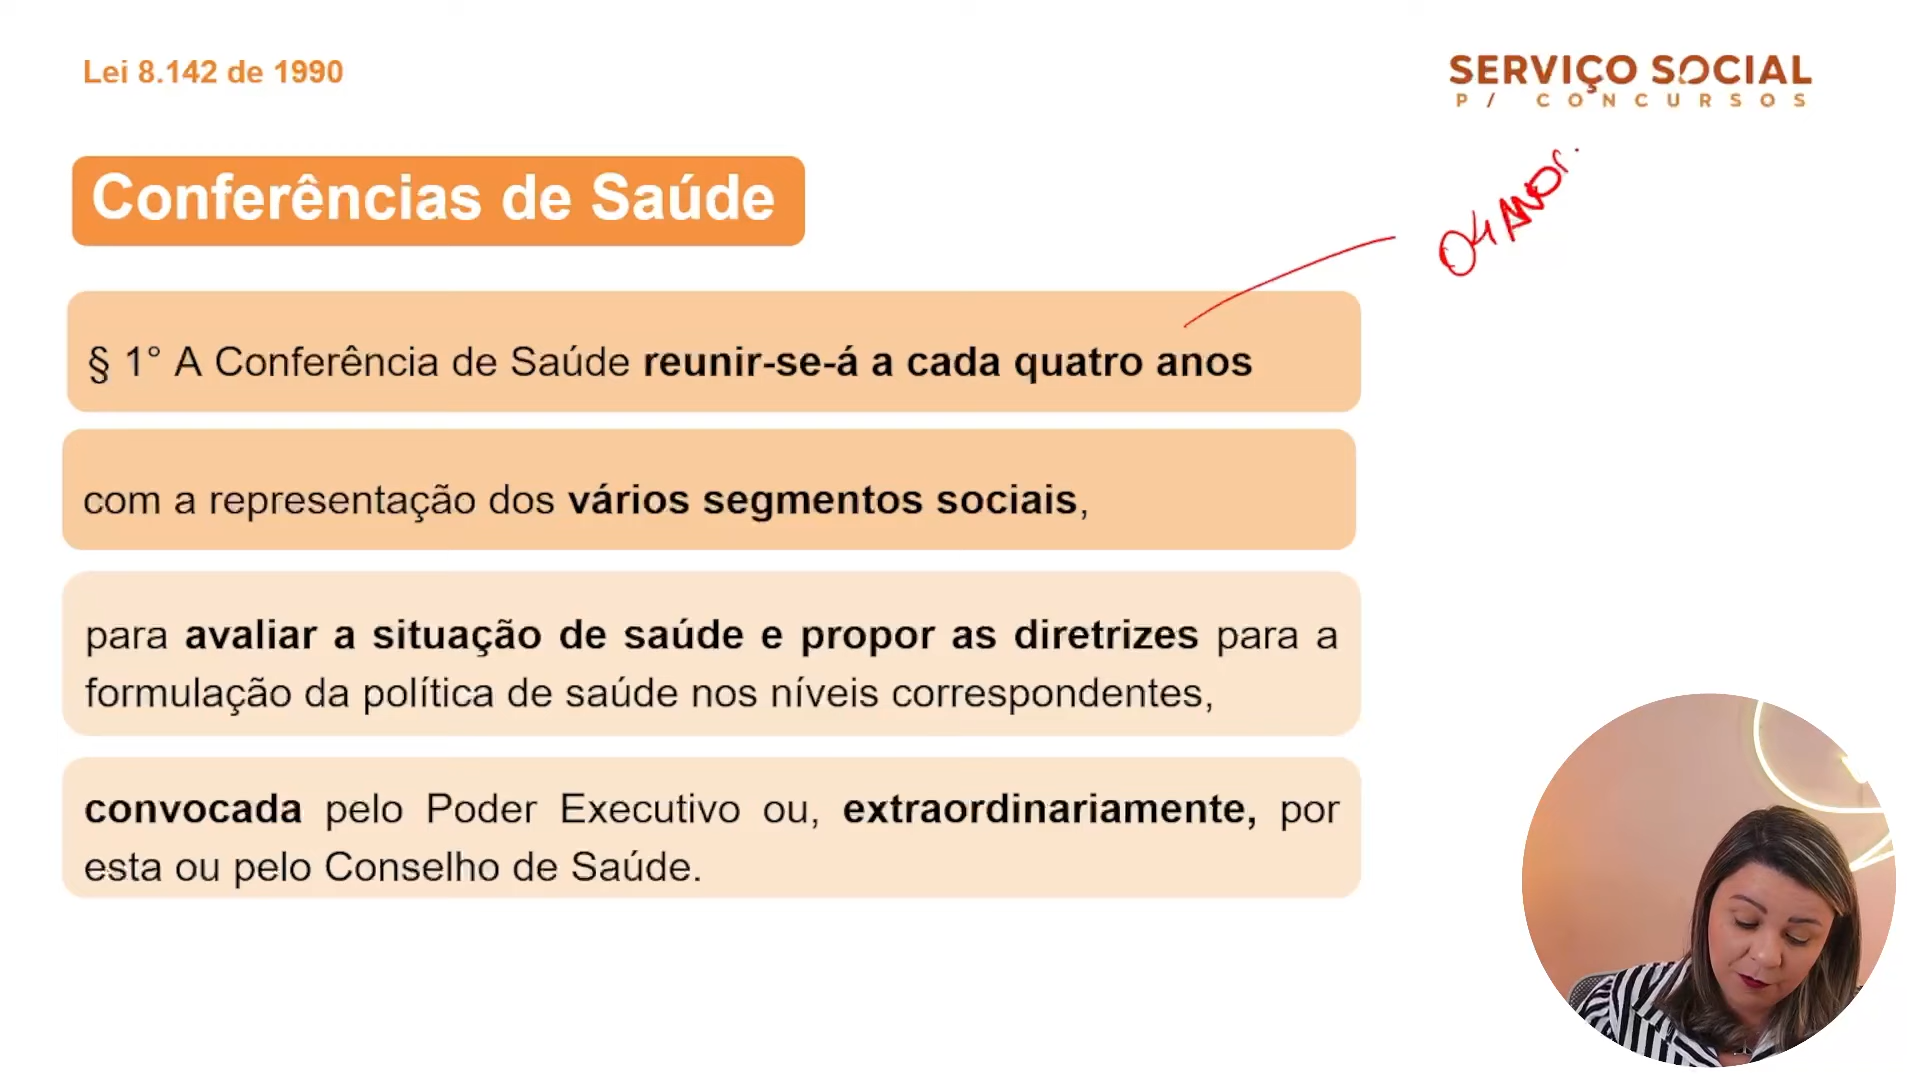 Lei 8.142 de 1990
SERVIÇO SOCIAL
P/ CONCURSOS
Conferências de Saúde
04 ANOS.
§ 1° A Conferência de Saúde reunir-se-á a cada quatro anos
com a representação dos vários segmentos sociais,
para avaliar a situação de saúde e propor as diretrizes para a
formulação da política de saúde nos níveis correspondentes,
convocada pelo Poder Executivo ou, extraordinariamente, por
esta ou pelo Conselho de Saúde.